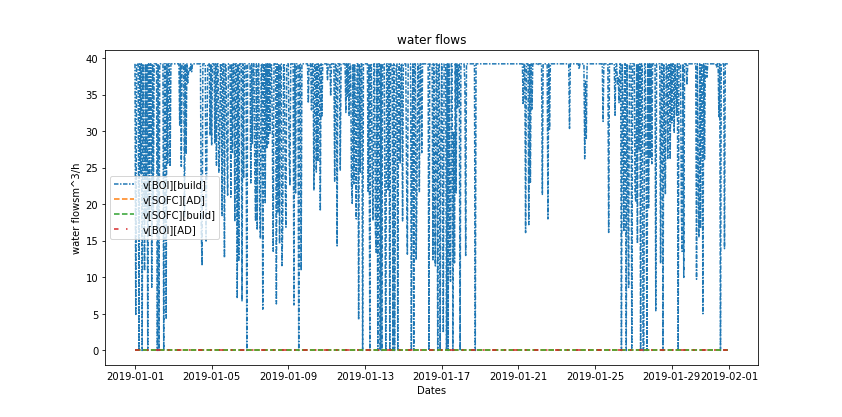 water flows
water flowsm^3/h
40
35
30
25
20
15
10
5
0
v[BOI][build]
v[SOFC][AD]
v[SOFC][build]
v[BOI][AD]
2019-01-01 2019-01-05 2019-01-09 2019-01-13 2019-01-17 2019-01-21 2019-01-25 2019-01-29 2019-02-01
Dates